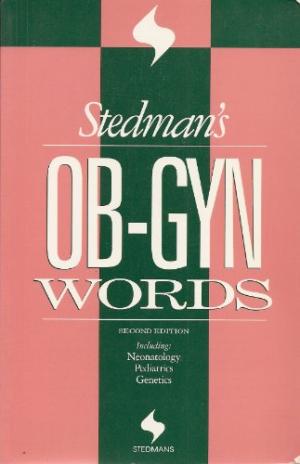 Stedman's
OB-GYN
WORDS
SECOND EDITION
Including:
Neonatology
Pediatrics
Genetics
STEDMANS